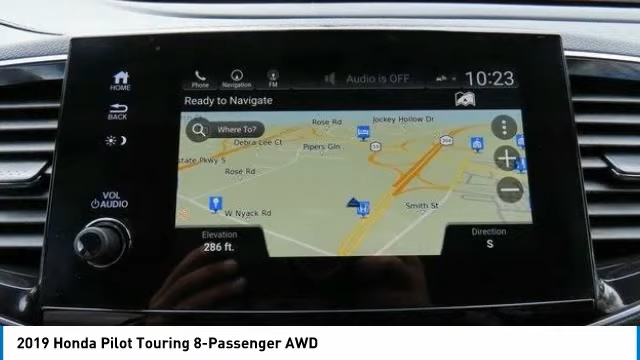 HOME
BACK
VOL
AUDIO
Phone
Navigation
FM
Audio is OFF
10:23
Ready to Navigate
Where To?
Rose Rd
Jockey Hollow Dr
Debra Lee Ct
Pipers Gln
state Pkwy S
Rose Rd
W Nyack Rd
Smith St
H
Elevation
286 ft.
Direction
S
2019 Honda Pilot Touring 8-Passenger AWD